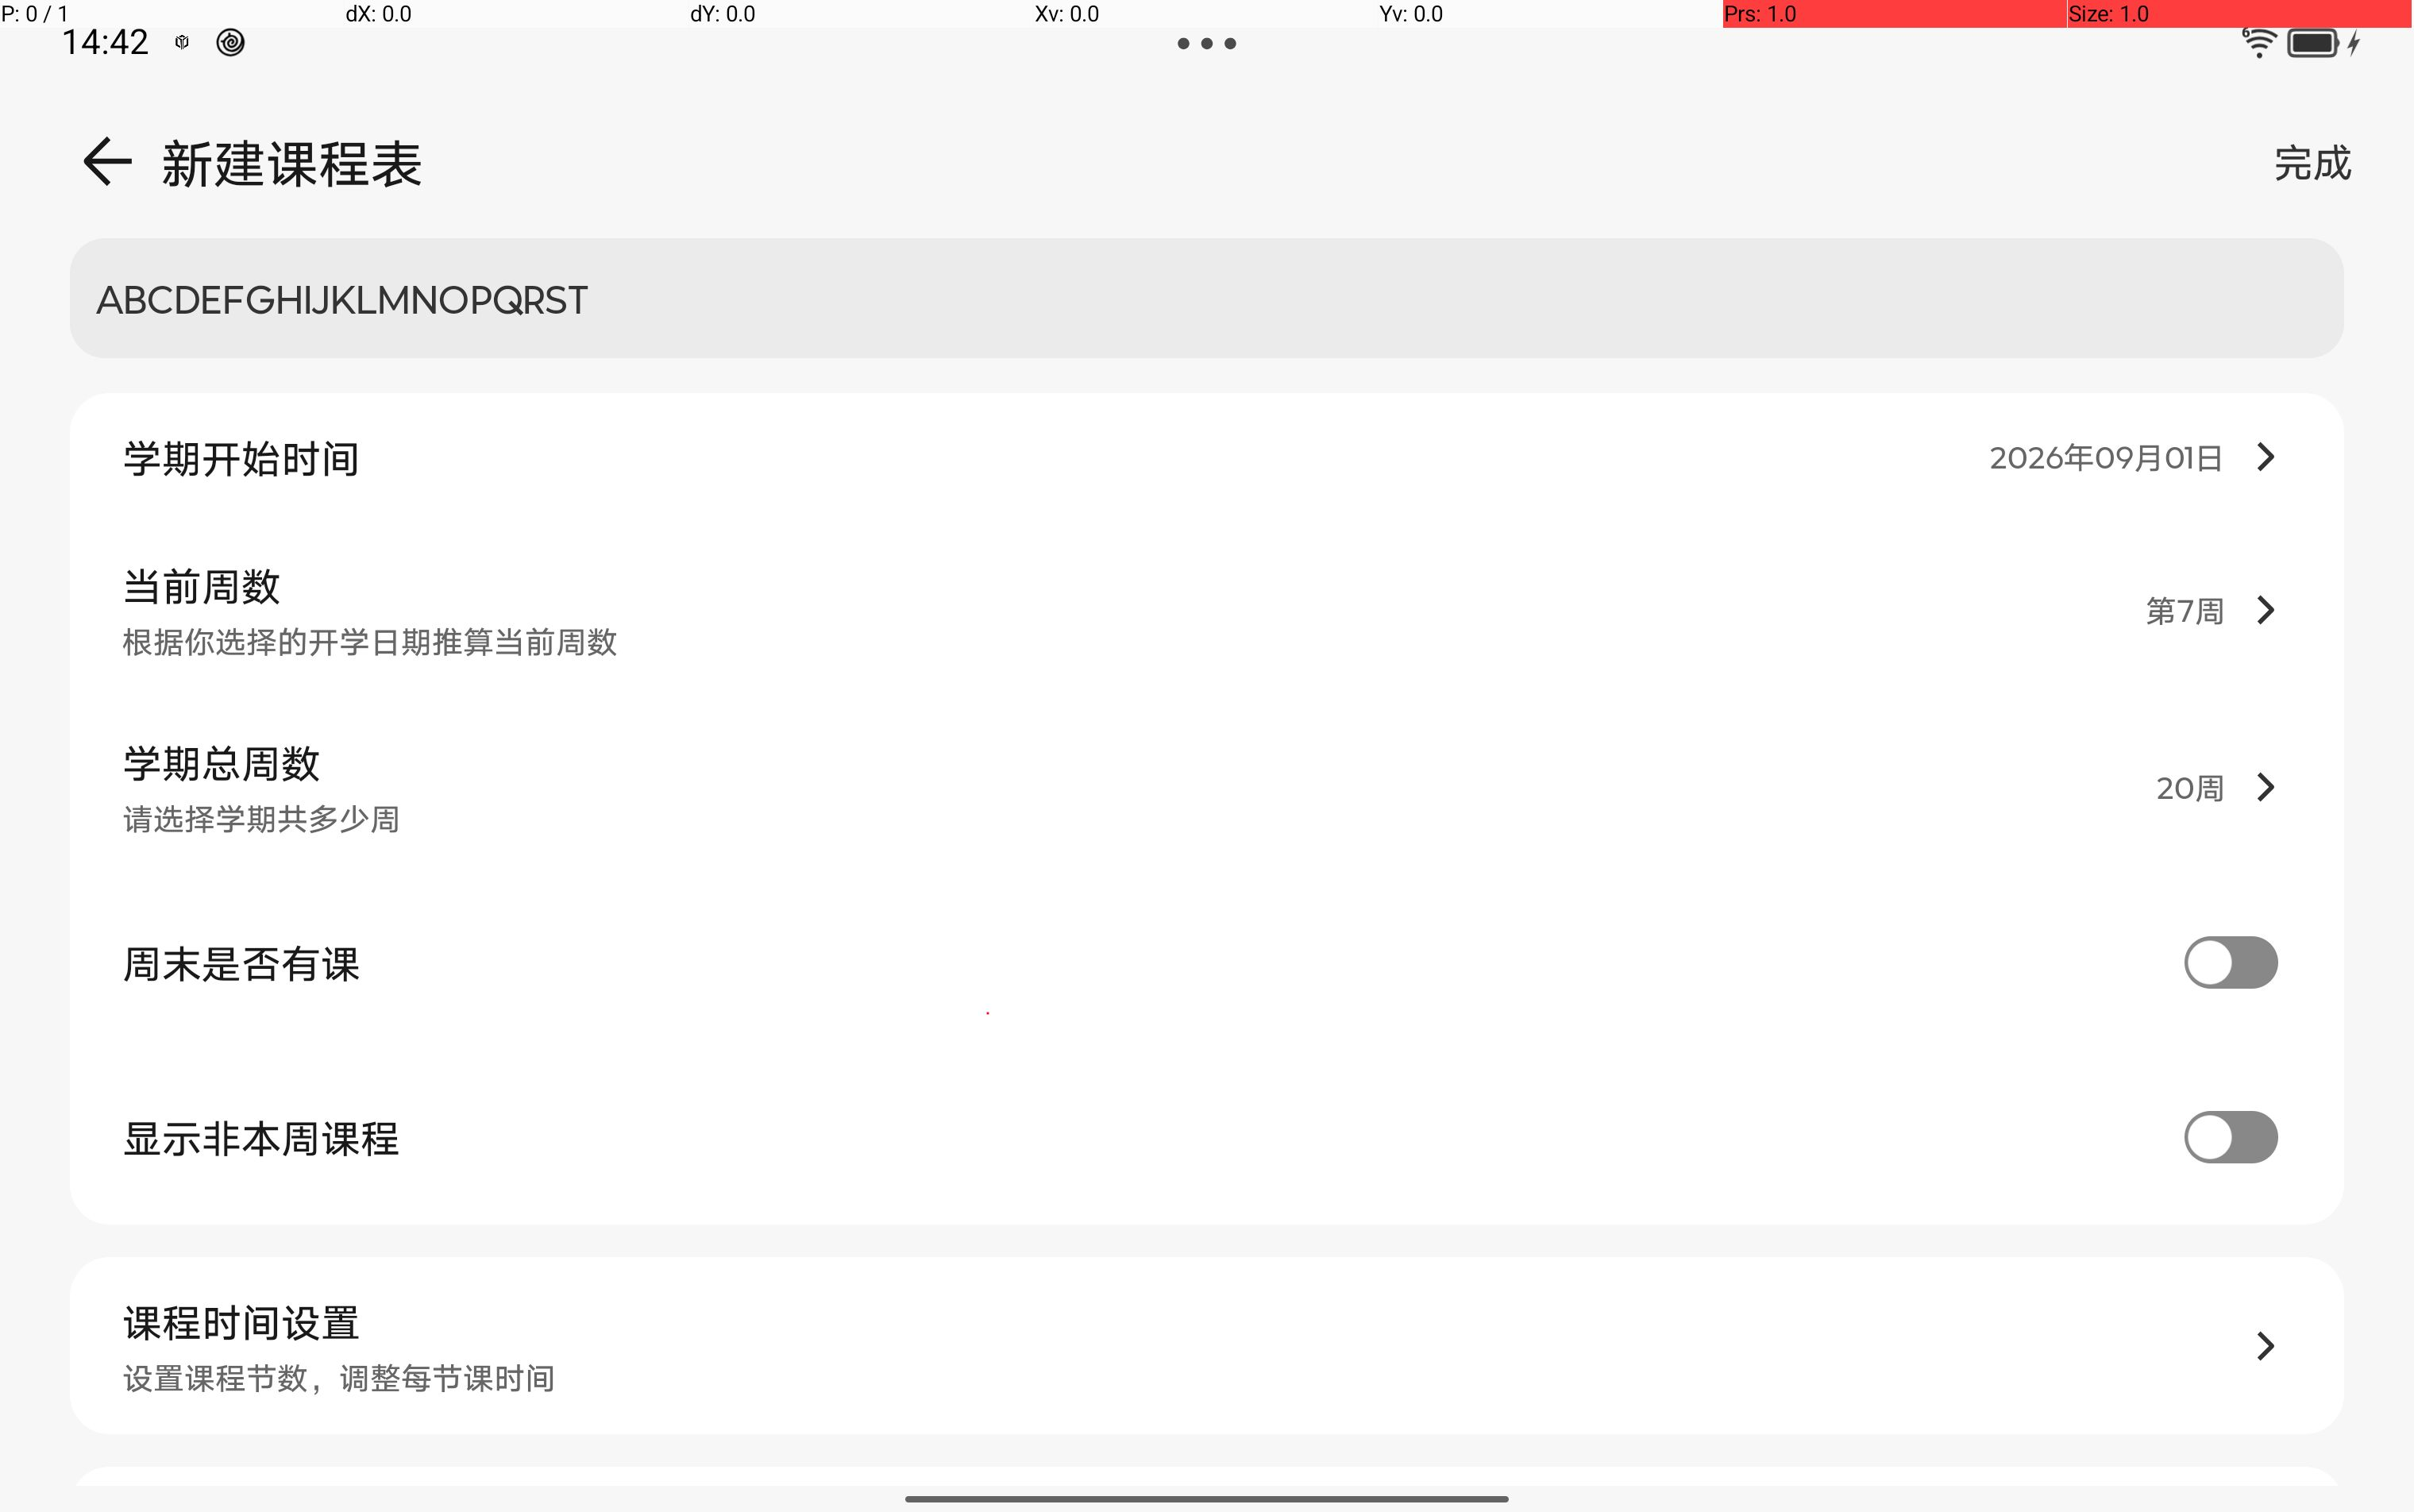 P: 0 / 1 dX: 0.0 dY: 0.0 Xv: 0.0 Yv: 0.0 Prs: 1.0 Size: 1.0
14:42
新建课程表 完成
ABCDEFGHIJKLMNOPQRST
学期开始时间 2026年09月01日
当前周数 第7周
根据你选择的开学日期推算当前周数
学期总周数 20周
请选择学期共多少周
周末是否有课
显示非本周课程
课程时间设置
设置课程节数，调整每节课时间